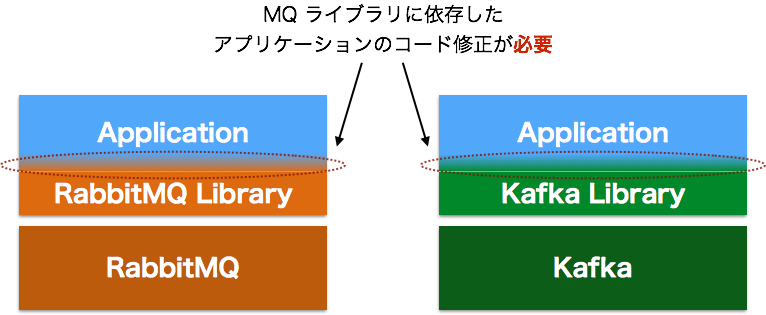 MQ ライブラリに依存した
アプリケーションのコード修正が必要
Application
RabbitMQ Library
RabbitMQ
Application
Kafka Library
Kafka